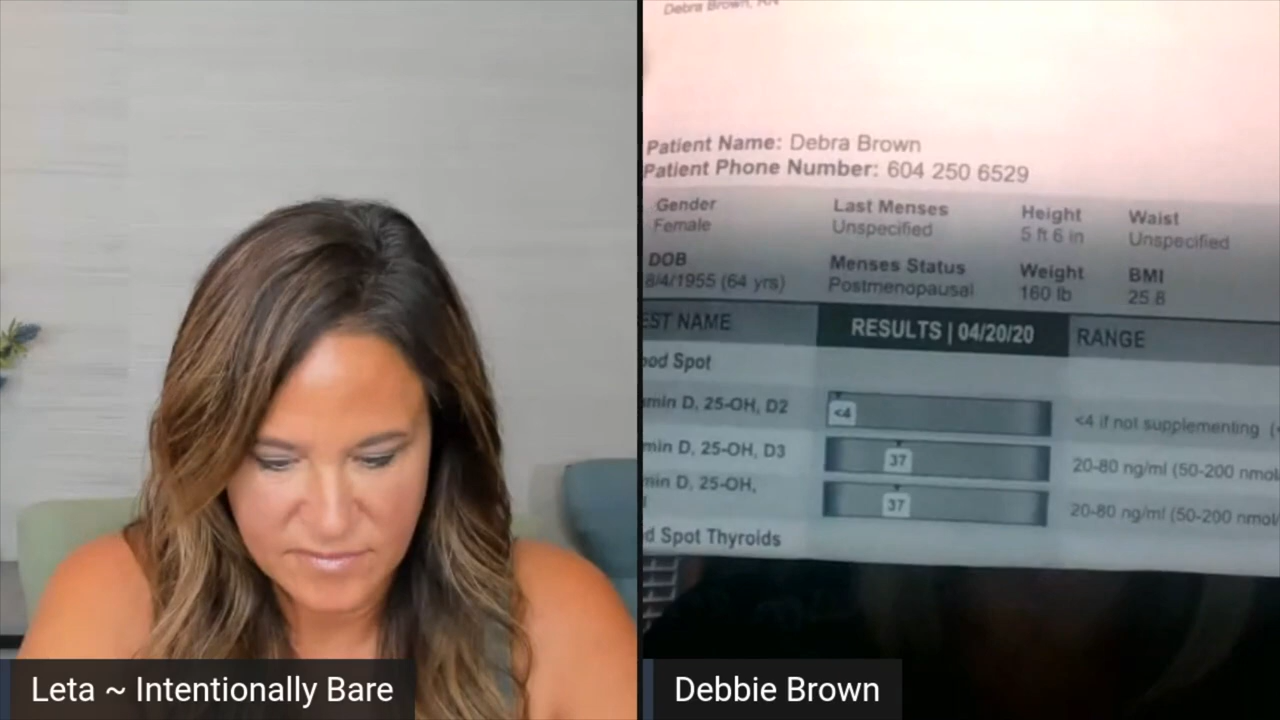 Debra Brown, RN
Patient Name: Debra Brown
Patient Phone Number: 604 250 6529
Gender Last Menses Height Waist
Female Unspecified 5 ft 6 in Unspecified
DOB Menses Status Weight BMI
8/4/1955 (64 yrs) Postmenopausal 160 lb 25.8
EST NAME RESULTS | 04/20/20 RANGE
ood Spot
min D, 25-OH, D2 <4 <4 if not supplementing (
min D, 25-OH, D3 37 20-80 ng/ml (50-200 nmol
min D, 25-OH, 37 20-80 ng/ml (50-200 nmol
d Spot Thyroids
Leta ~ Intentionally Bare
Debbie Brown